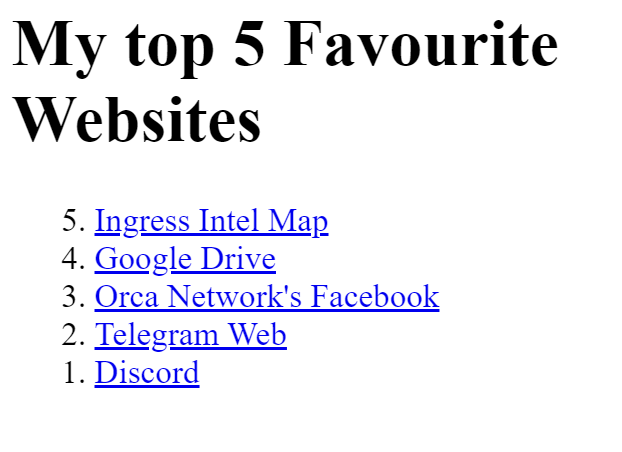 My top 5 Favourite
Websites
5. Ingress Intel Map
4. Google Drive
3. Orca Network's Facebook
2. Telegram Web
1. Discord